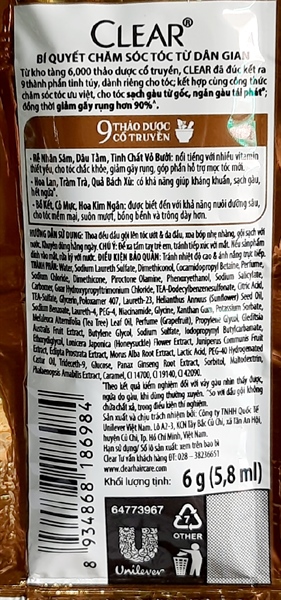 CLEAR®
BÍ QUYẾT CHĂM SÓC TÓC TỪ DÂN GIAN
Từ kho tàng 6,000 thảo dược cổ truyền, CLEAR đã đúc kết ra
9 thành phần tinh túy, dành riêng cho tóc; kết hợp cùng công thức
chăm sóc tóc ưu việt, cho tóc sạch gàu từ gốc, ngăn gàu tái phát*;
đồng thời giảm gãy rụng hơn 90%^.
9 THẢO DƯỢC
CỔ TRUYỀN
- Rễ Nhân Sâm, Dâu Tằm, Tinh Chất Vỏ Bưởi: nổi tiếng với nhiều vitamin
thiết yếu, cho tóc chắc khỏe, giảm gãy rụng, góp phần hỗ trợ mọc tóc mới.
- Hoa Lan, Tràm Trà, Quả Bách Xúc: có khả năng giúp kháng khuẩn, sạch gàu,
hết ngứa".
- Bồ Kết, Cỏ Mực, Hoa Kim Ngân: được biết đến với khả năng nuôi dưỡng sâu,
cho tóc mềm mại, suôn mượt, bồng bềnh và trông dày hơn.
HƯỚNG DẪN SỬ DỤNG: Thoa đều dầu gội lên tóc ướt & da đầu, xoa bóp nhẹ nhàng, gội sạch với
nước. Khuyên dùng hằng ngày. CHÚ Ý: Để xa tầm tay trẻ em, tránh tiếp xúc với mắt. Nếu sản phẩm
dính vào mắt, rửa kỹ với nước. ĐIỀU KIỆN BẢO QUẢN: Tránh nhiệt độ cao & ánh nắng trực tiếp.
THÀNH PHẦN: Water, Sodium Laureth Sulfate, Dimethiconol, Cocamidopropyl Betaine, Perfume,
Sodium Chloride, Dimethicone, Piroctone Olamine, Phenoxyethanol, Sodium Salicylate,
Carbomer, Guar Hydroxypropyltrimonium Chloride, TEA-Dodecylbenzenesulfonate, Citric Acid,
TEA-Sulfate, Glycerin, Poloxamer 407, Laureth-23, Helianthus Annuus (Sunflower) Seed Oil,
Sodium Benzoate, Laureth-4, PEG-4, Niacinamide, Glycine, Xanthan Gum, Potassium Sorbate,
Melaleuca Alternifolia (Tea Tree) Leaf Oil, Perfume (Grapefruit), Propylene Glycol, Gleditsia
Australis Fruit Extract, Butylene Glycol, Sodium Sulfate, Iodopropynyl Butylcarbamate,
Ethoxydiglycol, Lonicera Japonica (Honeysuckle) Flower Extract, Juniperus Communis Fruit
Extract, Eclipta Prostrata Extract, Morus Alba Root Extract, Lactic Acid, PEG-40 Hydrogenated
Castor Oil, Trideceth-9, Glucose, Panax Ginseng Root Extract, Sorbitol, Maltodextrin,
Phalaenopsis Amabilis Extract, Caramel, CI 14700, CI 19140, CI 42090.
*Theo kết quả kiểm nghiệm đối với vảy gàu nhìn thấy được,
ngứa do gàu, khi dùng thường xuyên. ^So với dầu gội không
chứa chất xả, trong điều kiện thí nghiệm.
Sản xuất và chịu trách nhiệm bởi: Công ty TNHH Quốc Tế
Unilever Việt Nam. Lô A2-3, KCN Tây Bắc Củ Chi, xã Tân An Hội,
huyện Củ Chi, Tp. Hồ Chí Minh, Việt Nam.
Hạn sử dụng/ Số lô sản xuất: xem trên bao bì
Clear Tư vấn khách hàng ĐT: 028 – 38236651
www.clearhaircare.com
Khối lượng tịnh: 6 g (5,8 ml)
8 934868 186984
64773967
Unilever
7
OTHER